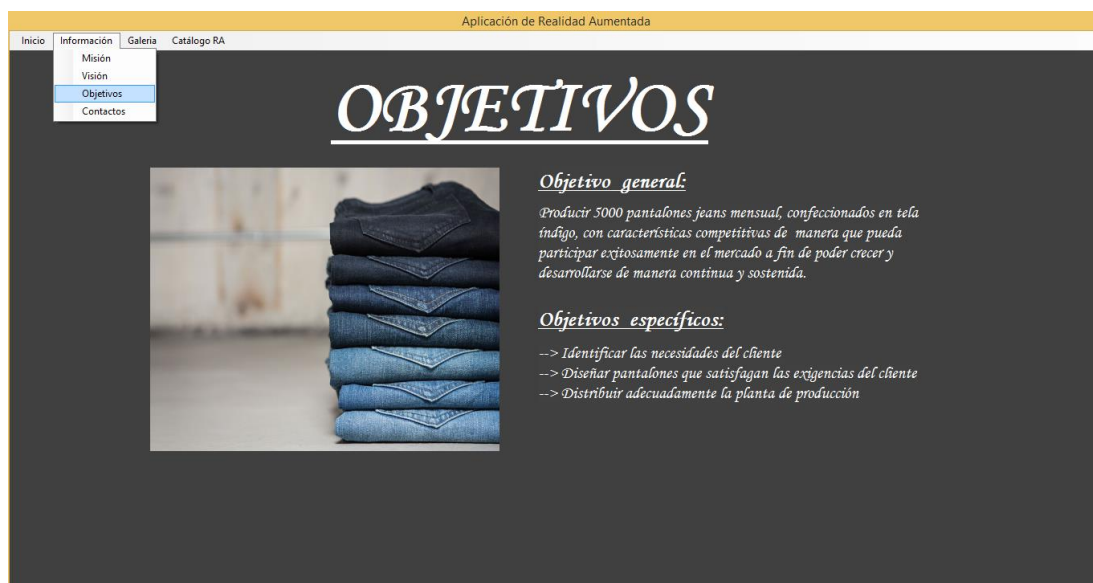 Aplicación de Realidad Aumentada
Inicio Información Galeria Catálogo RA
Misión
Visión
Objetivos
Contactos
OBJETIVOS
Objetivo general:
Producir 5000 pantalones jeans mensual, confeccionados en tela
índigo, con características competitivas de manera que pueda
participar exitosamente en el mercado a fin de poder crecer y
desarrollarse de manera continua y sostenida.
Objetivos específicos:
--> Identificar las necesidades del cliente
--> Diseñar pantalones que satisfagan las exigencias del cliente
--> Distribuir adecuadamente la planta de producción